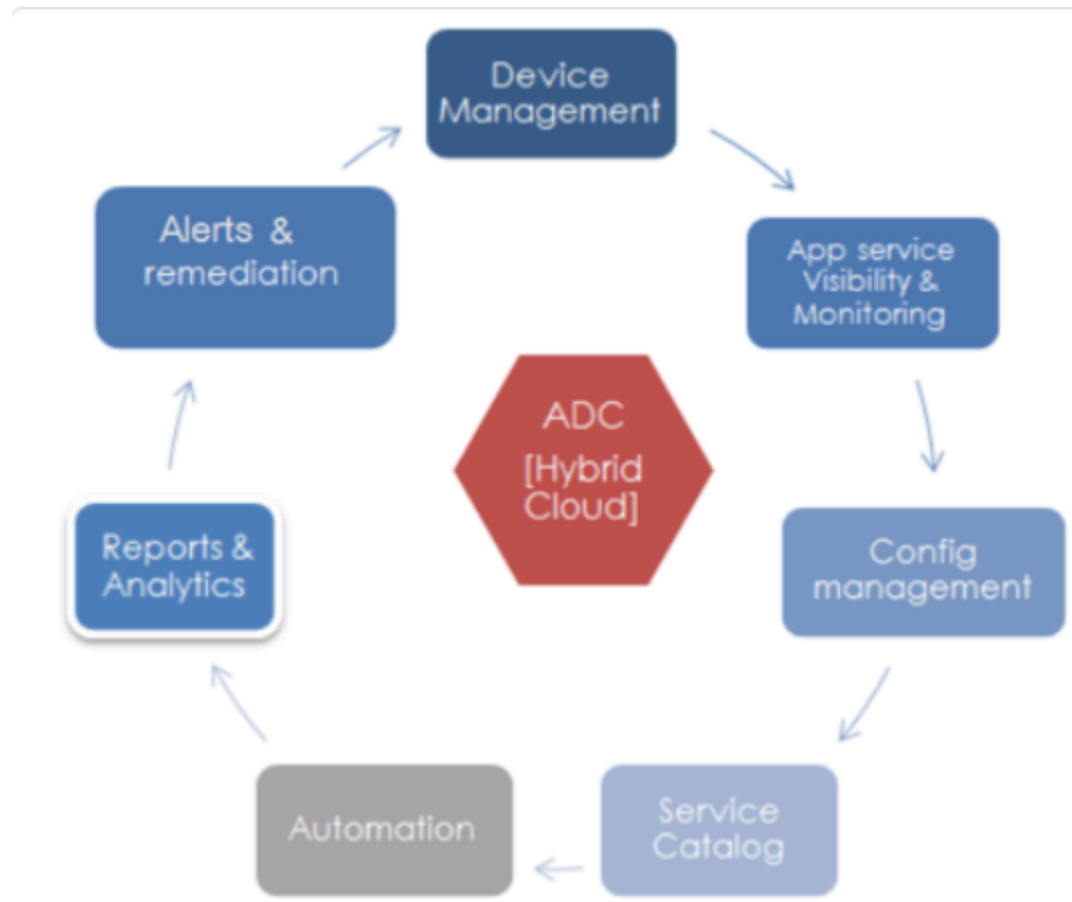 Device
Management
App service
Visibility &
Monitoring
Config
management
Service
Catalog
Automation
Reports &
Analytics
Alerts &
remediation
ADC
[Hybrid
Cloud]